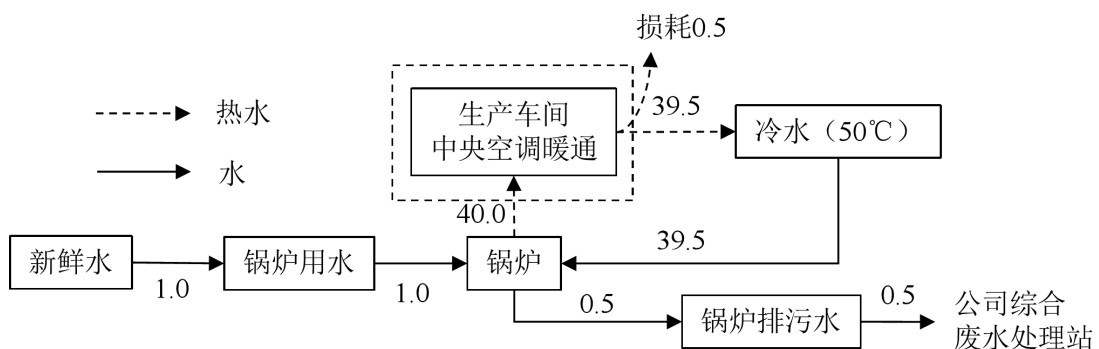 损耗0.5
热水
生产车间
中央空调暖通
39.5
冷水（50℃）
水
40.0
39.5
新鲜水
1.0
锅炉用水
1.0
锅炉
0.5
锅炉排污水
0.5
公司综合
废水处理站